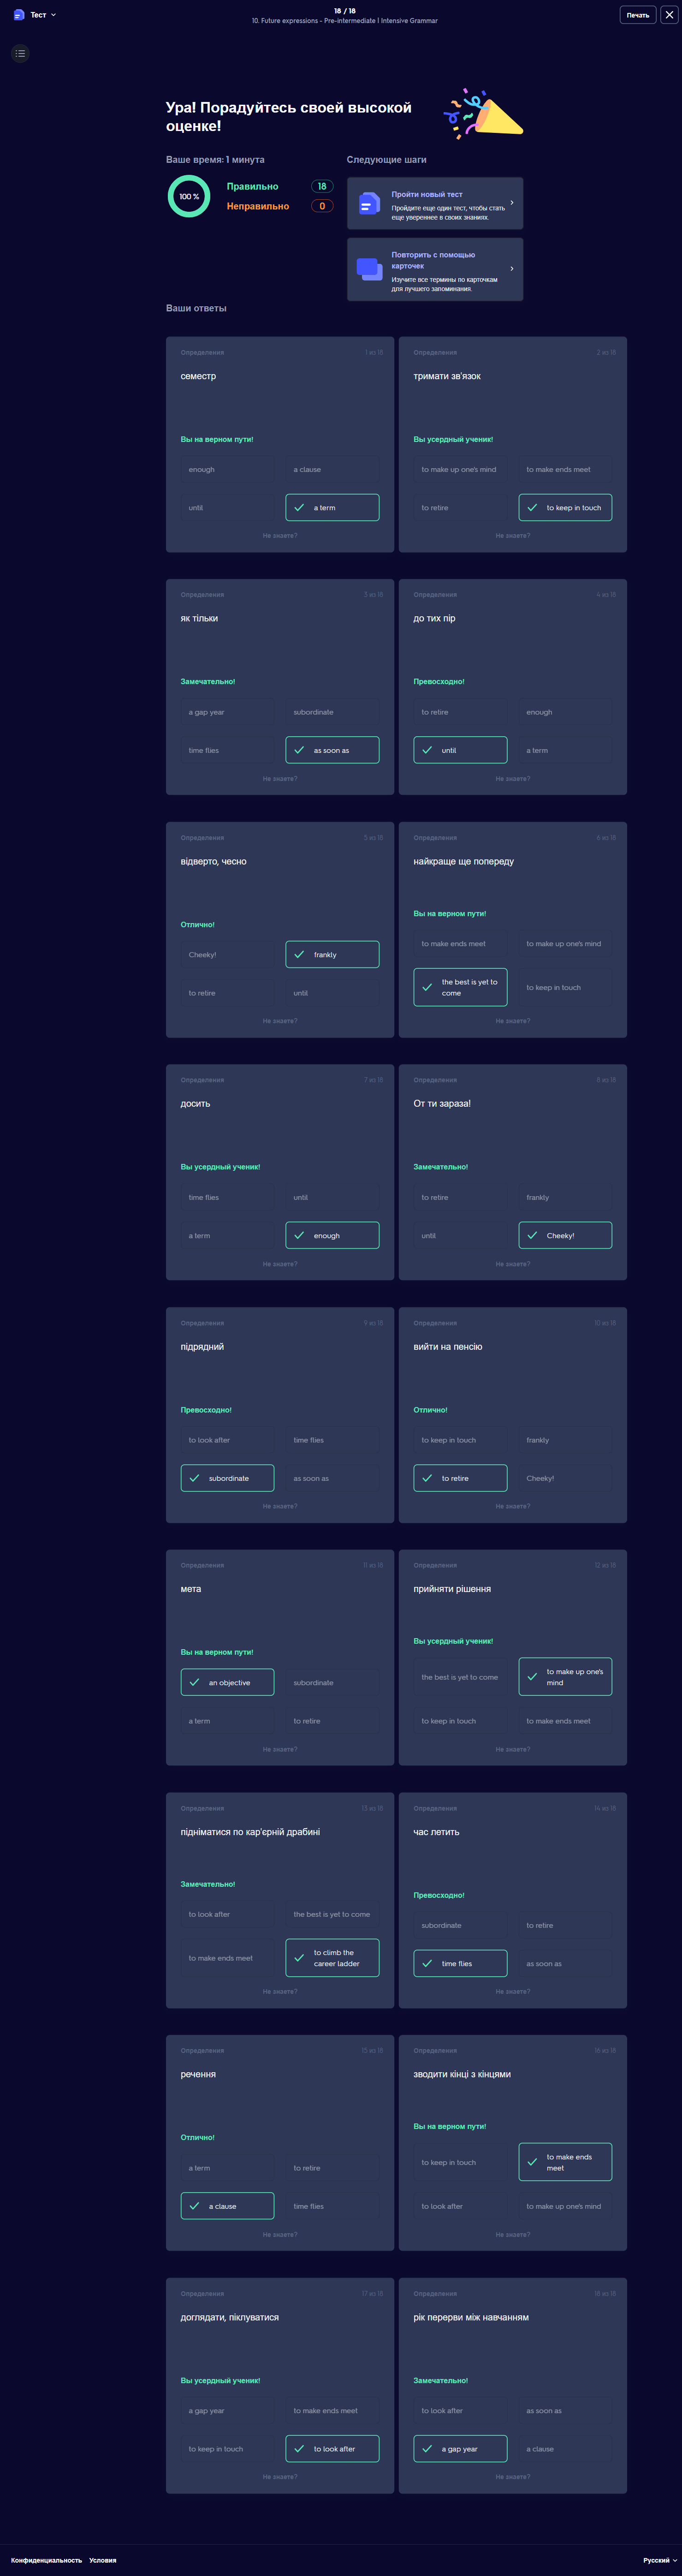 Тест
18 / 18
10. Future expressions - Pre-intermediate | Intensive Grammar
Печать
Ура! Порадуйтесь своей высокой
оценке!
Ваше время: 1 минута
100 %
Правильно
18
Неправильно
0
Следующие шаги
Пройти новый тест
Пройдите еще один тест, чтобы стать
еще увереннее в своих знаниях.
Повторить с помощью
карточек
Изучите все термины по карточкам
для лучшего запоминания.
Ваши ответы
Определения
1 из 18
семестр
Вы на верном пути!
enough
a clause
until
a term
Не знаете?
Определения
2 из 18
тримати зв'язок
Вы усердный ученик!
to make up one's mind
to make ends meet
to retire
to keep in touch
Не знаете?
Определения
3 из 18
як тільки
Замечательно!
a gap year
subordinate
time flies
as soon as
Не знаете?
Определения
4 из 18
до тих пір
Превосходно!
to retire
enough
until
a term
Не знаете?
Определения
5 из 18
відверто, чесно
Отлично!
Cheeky!
frankly
to retire
until
Не знаете?
Определения
6 из 18
найкраще ще попереду
Вы на верном пути!
to make ends meet
to make up one's mind
the best is yet to
come
to keep in touch
Не знаете?
Определения
7 из 18
досить
Вы усердный ученик!
time flies
until
a term
enough
Не знаете?
Определения
8 из 18
От ти зараза!
Замечательно!
to retire
frankly
until
Cheeky!
Не знаете?
Определения
9 из 18
підрядний
Превосходно!
to look after
time flies
subordinate
as soon as
Не знаете?
Определения
10 из 18
вийти на пенсію
Отлично!
to keep in touch
frankly
to retire
Cheeky!
Не знаете?
Определения
11 из 18
мета
Вы на верном пути!
an objective
subordinate
a term
to retire
Не знаете?
Определения
12 из 18
прийняти рішення
Вы усердный ученик!
the best is yet to come
to make up one's
mind
to keep in touch
to make ends meet
Не знаете?
Определения
13 из 18
підніматися по кар'єрній драбині
Замечательно!
to look after
the best is yet to come
to make ends meet
to climb the
career ladder
Не знаете?
Определения
14 из 18
час летить
Превосходно!
subordinate
to retire
time flies
as soon as
Не знаете?
Определения
15 из 18
речення
Отлично!
a term
to retire
a clause
time flies
Не знаете?
Определения
16 из 18
зводити кінці з кінцями
Вы на верном пути!
to keep in touch
to make ends
meet
to look after
to make up one's mind
Не знаете?
Определения
17 из 18
доглядати, піклуватися
Вы усердный ученик!
a gap year
to make ends meet
to keep in touch
to look after
Не знаете?
Определения
18 из 18
рік перерви між навчанням
Замечательно!
to look after
as soon as
a gap year
a clause
Не знаете?
Конфиденциальность
Условия
Русский